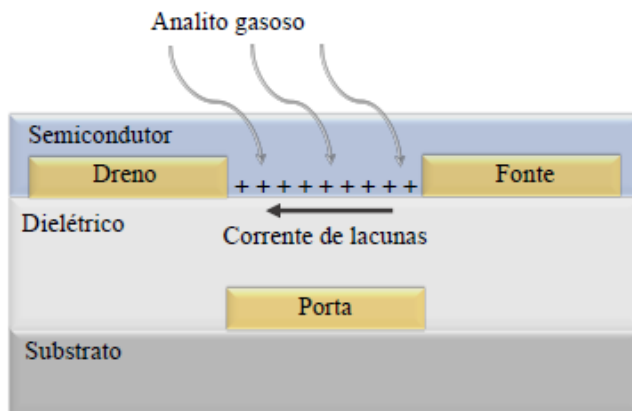 Analito gasoso
Semicondutor
Dreno
+ + + + + + + + +
Fonte
Dielétrico
Corrente de lacunas
Porta
Substrato